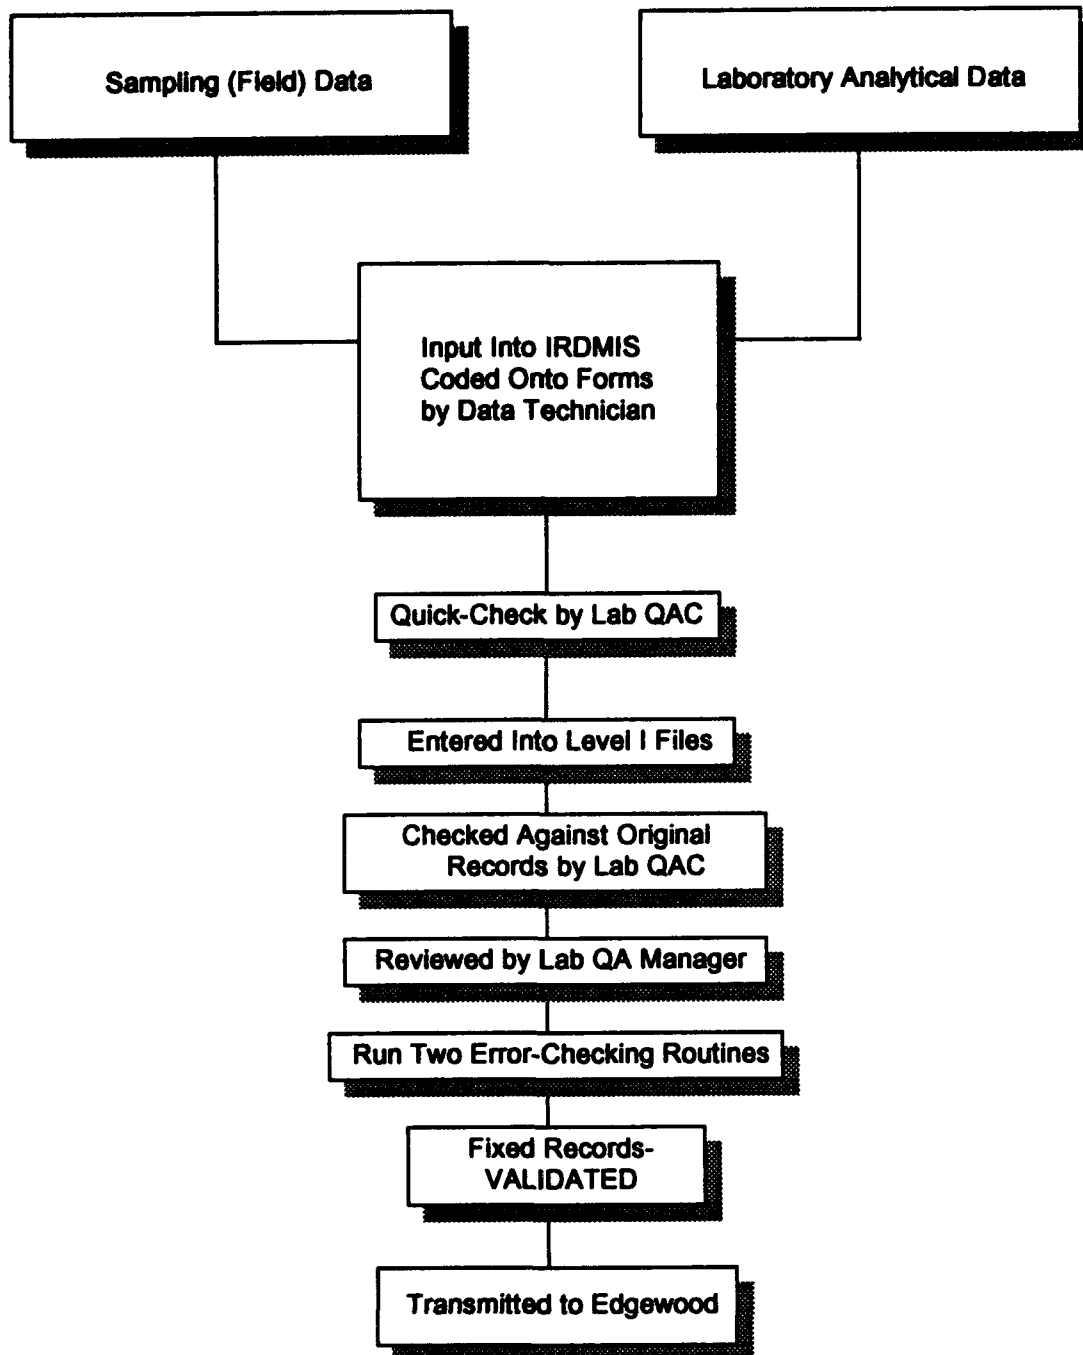 Sampling (Field) Data
Laboratory Analytical Data
Input Into IRDMIS
Coded Onto Forms
by Data Technician
Quick-Check by Lab QAC
Entered Into Level I Files
Checked Against Original
Records by Lab QAC
Reviewed by Lab QA Manager
Run Two Error-Checking Routines
Fixed Records-
VALIDATED
Transmitted to Edgewood